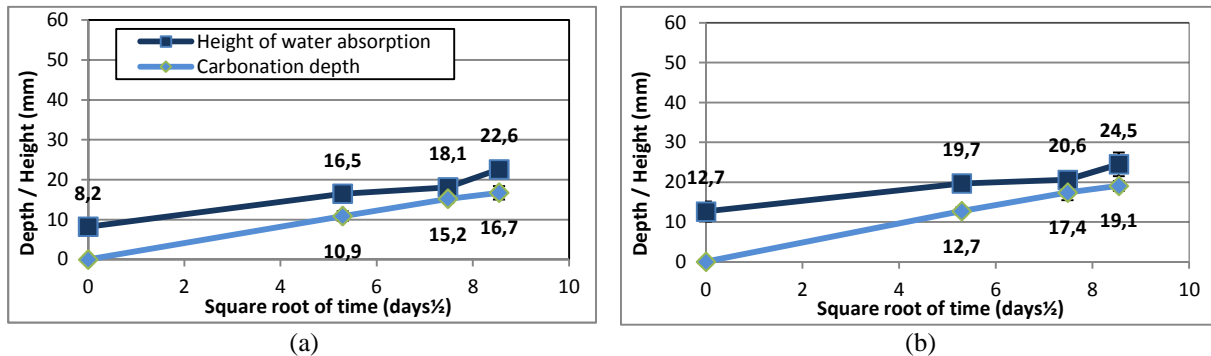 60
50
40
30
20
10
0
Depth / Height (mm)
Height of water absorption
Carbonation depth
8,2
16,5
18,1
22,6
10,9
15,2
16,7
0 2 4 6 8 10
Square root of time (days½)
(a)
60
50
40
30
20
10
0
Depth / Height (mm)
12,7
19,7
20,6
24,5
12,7
17,4
19,1
0 2 4 6 8 10
Square root of time (days½)
(b)